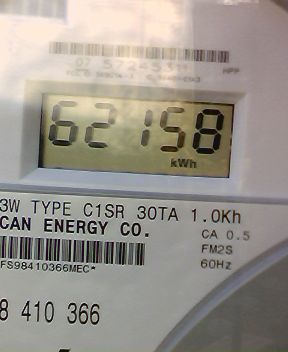 07
62158
kWh
3W TYPE C1SR 30TA 1.0Kh
CAN ENERGY CO.
CA 0.5
FM2S
60Hz
FS98410366MEC*
8 410 366